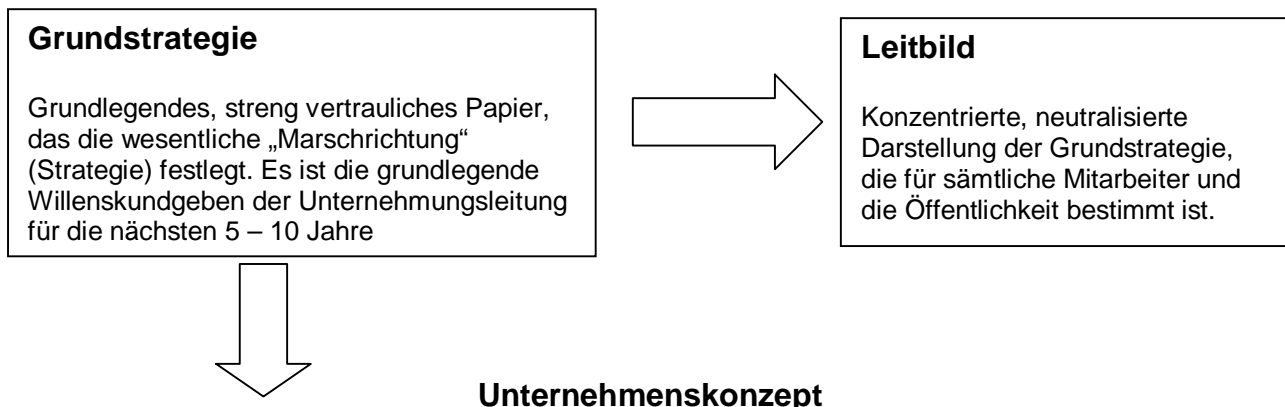 Grundstrategie
Grundlegendes, streng vertrauliches Papier,
das die wesentliche „Marschrichtung“
(Strategie) festlegt. Es ist die grundlegende
Willenskundgeben der Unternehmungsleitung
für die nächsten 5 – 10 Jahre
Leitbild
Konzentrierte, neutralisierte
Darstellung der Grundstrategie,
die für sämtliche Mitarbeiter und
die Öffentlichkeit bestimmt ist.
Unternehmenskonzept